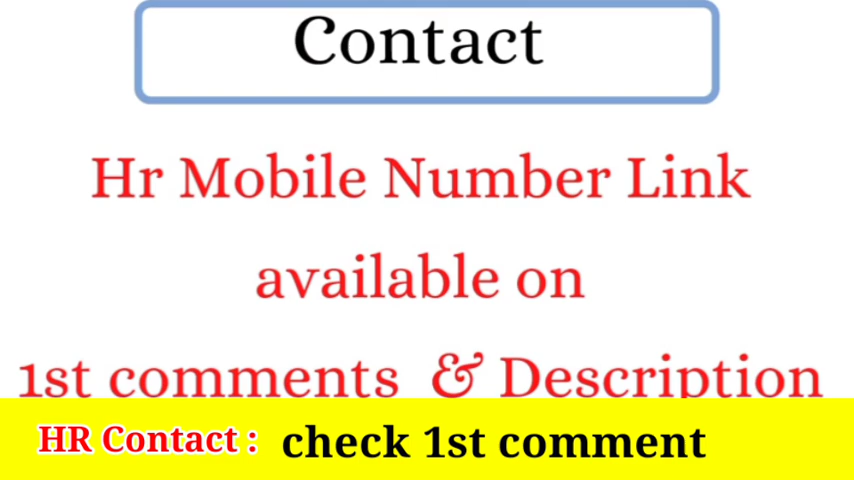 Contact
Hr Mobile Number Link
available on
1st comments & Description
HR Contact : check 1st comment